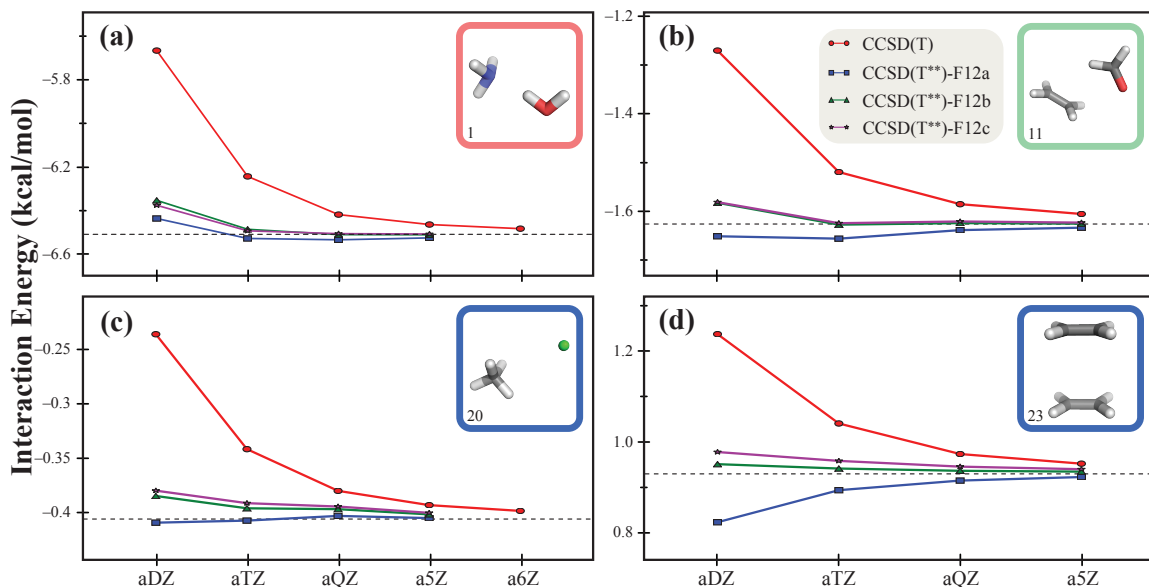 Interaction Energy (kcal/mol)
(a)
−5.8
−6.2
−6.6
1
(b)
−1.2
−1.4
−1.6
CCSD(T)
CCSD(T**)-F12a
CCSD(T**)-F12b
CCSD(T**)-F12c
11
(c)
−0.25
−0.3
−0.35
−0.4
20
aDZ aTZ aQZ a5Z a6Z
(d)
1.2
1.0
0.8
23
aDZ aTZ aQZ a5Z